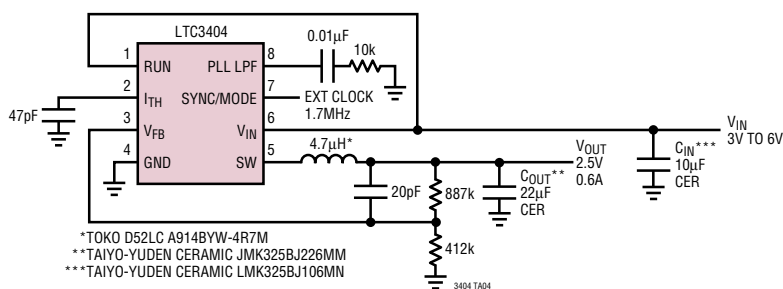 LTC3404
0.01µF
10k
1
RUN
PLL LPF
8
2
I_TH
SYNC/MODE
7
EXT CLOCK
1.7MHz
47pF
3
V_FB
V_IN
6
V_IN
3V TO 6V
4
GND
SW
5
4.7µH*
V_OUT
2.5V
0.6A
C_IN***
10µF
CER
20pF
887k
C_OUT**
22µF
CER
412k
*TOKO D52LC A914BYW-4R7M
**TAIYO-YUDEN CERAMIC JMK325BJ226MM
***TAIYO-YUDEN CERAMIC LMK325BJ106MN
3404 TA04